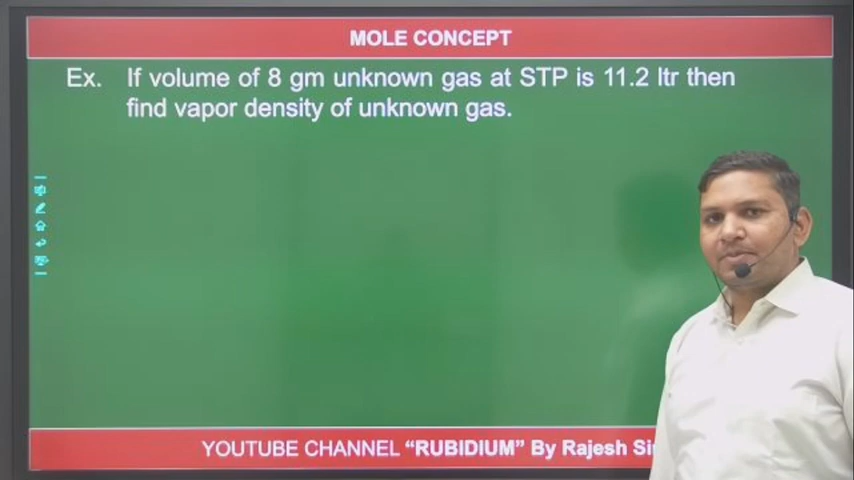 MOLE CONCEPT
Ex. If volume of 8 gm unknown gas at STP is 11.2 ltr then
find vapor density of unknown gas.
YOUTUBE CHANNEL “RUBIDIUM” By Rajesh